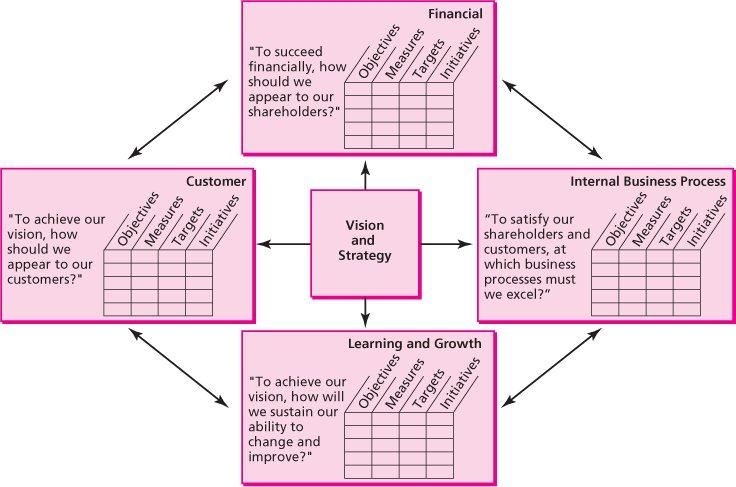 Financial
"To succeed
financially, how
should we
appear to our
shareholders?"
Objectives
Measures
Targets
Initiatives
Customer
"To achieve our
vision, how
should we
appear to our
customers?"
Objectives
Measures
Targets
Initiatives
Vision
and
Strategy
Internal Business Process
“To satisfy our
shareholders and
customers, at
which business
processes must
we excel?”
Objectives
Measures
Targets
Initiatives
Learning and Growth
"To achieve our
vision, how will
we sustain our
ability to
change and
improve?"
Objectives
Measures
Targets
Initiatives